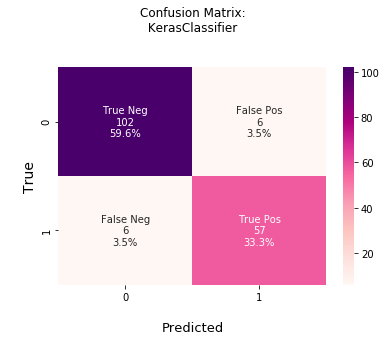 Confusion Matrix:
KerasClassifier
True Neg
102
59.6%
False Pos
6
3.5%
False Neg
6
3.5%
True Pos
57
33.3%
0
1
True
0
1
Predicted
100
80
60
40
20